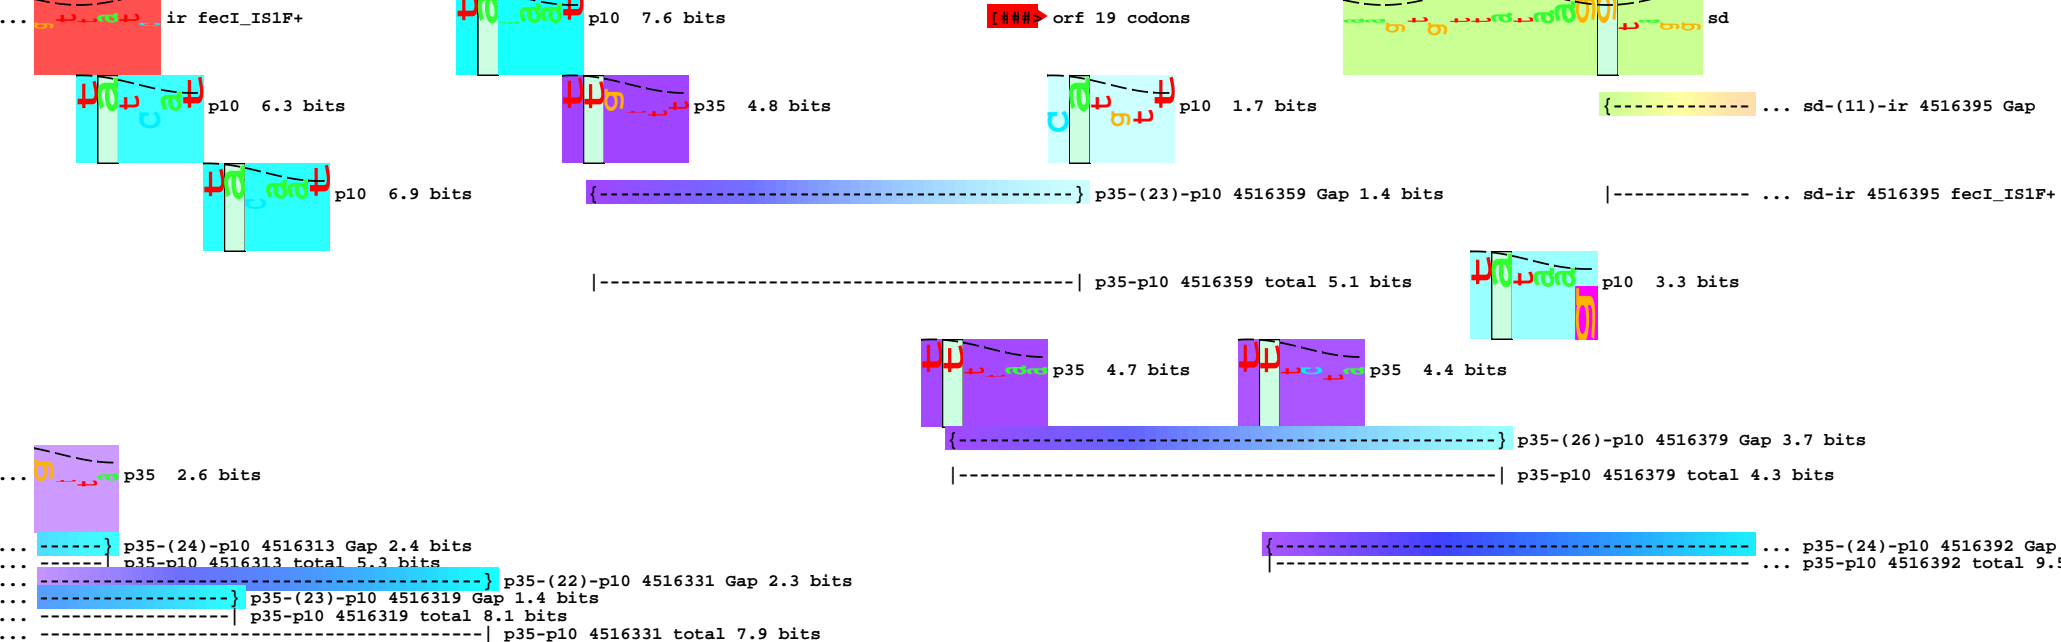 ... ir fecI_IS1F+
p10 7.6 bits
[###> orf 19 codons
sd
p10 6.3 bits
p35 4.8 bits
p10 1.7 bits
{------------- ... sd-(11)-ir 4516395 Gap
p10 6.9 bits
{---------------------------------------------} p35-(23)-p10 4516359 Gap 1.4 bits
|------------- ... sd-ir 4516395 fecI_IS1F+
|---------------------------------------------| p35-p10 4516359 total 5.1 bits
p10 3.3 bits
p35 4.7 bits
p35 4.4 bits
{---------------------------------------------------} p35-(26)-p10 4516379 Gap 3.7 bits
... p35 2.6 bits
|---------------------------------------------------| p35-p10 4516379 total 4.3 bits
... ------} p35-(24)-p10 4516313 Gap 2.4 bits
{--------------------------------------------- ... p35-(24)-p10 4516392 Gap
... ------| p35-p10 4516313 total 5.3 bits
|--------------------------------------------- ... p35-p10 4516392 total 9.5
... ------------------------------------------} p35-(22)-p10 4516331 Gap 2.3 bits
... ------------------} p35-(23)-p10 4516319 Gap 1.4 bits
... ------------------| p35-p10 4516319 total 8.1 bits
... ------------------------------------------| p35-p10 4516331 total 7.9 bits